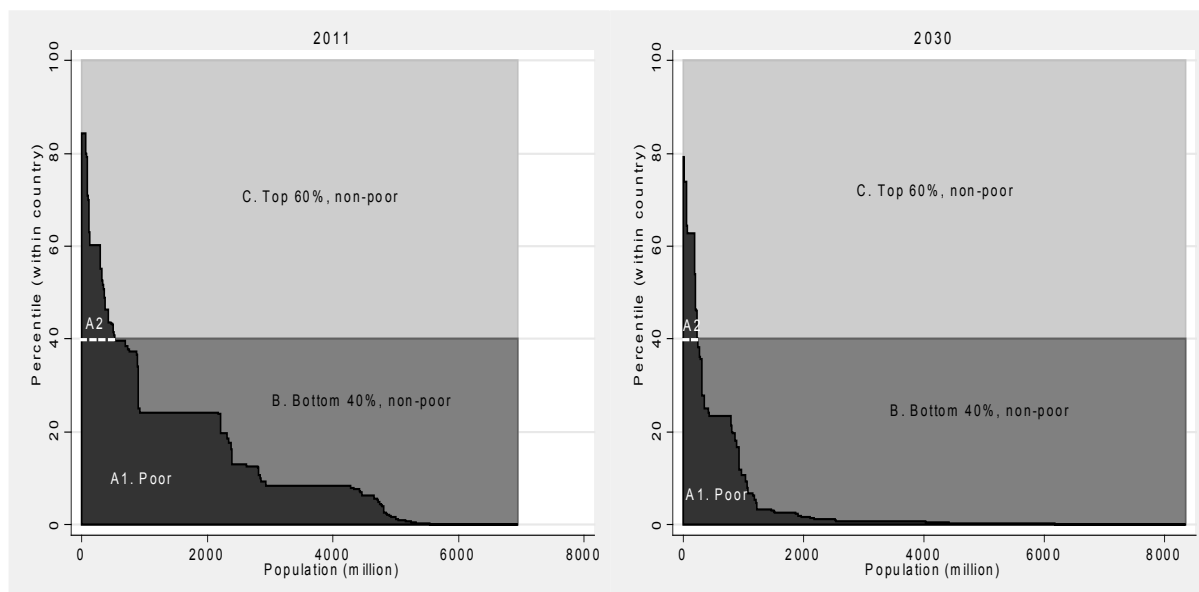 2011
Percentile (within country)
100
80
60
40
20
0
C. Top 60%, non-poor
A2
B. Bottom 40%, non-poor
A1. Poor
0 2000 4000 6000 8000
Population (million)
2030
Percentile (within country)
100
80
60
40
20
0
C. Top 60%, non-poor
A2
B. Bottom 40%, non-poor
A1. Poor
0 2000 4000 6000 8000
Population (million)